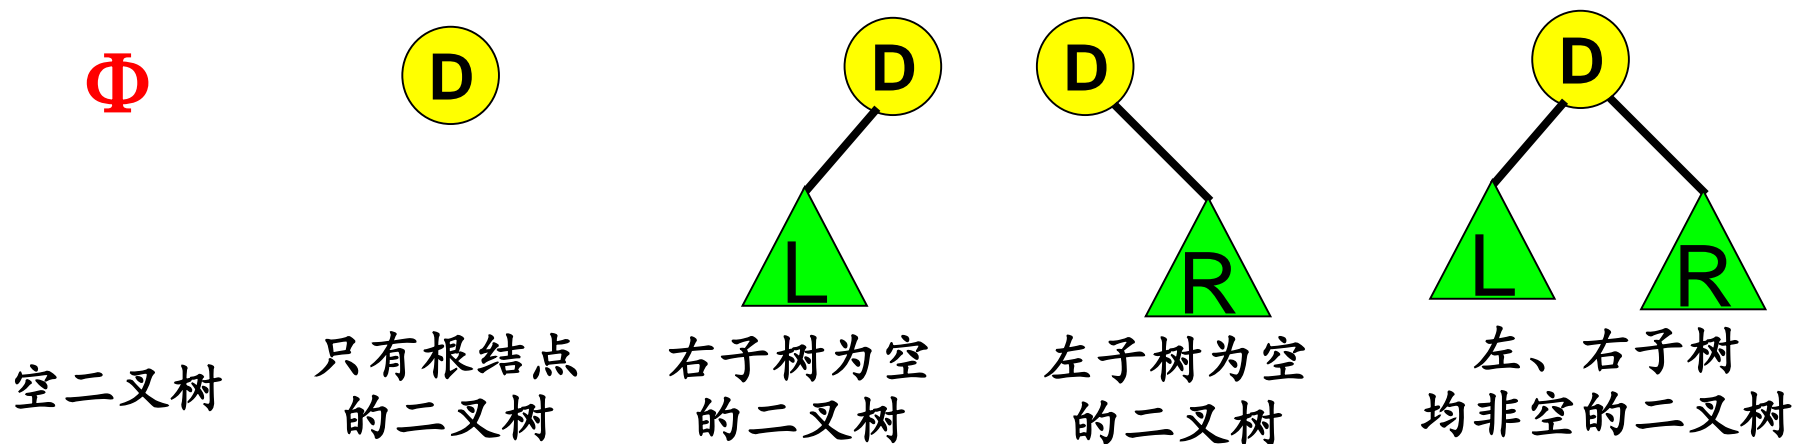 Φ
空二叉树
D
只有根结点
的二叉树
D
L
右子树为空
的二叉树
D
R
左子树为空
的二叉树
D
L
R
左、右子树
均非空的二叉树